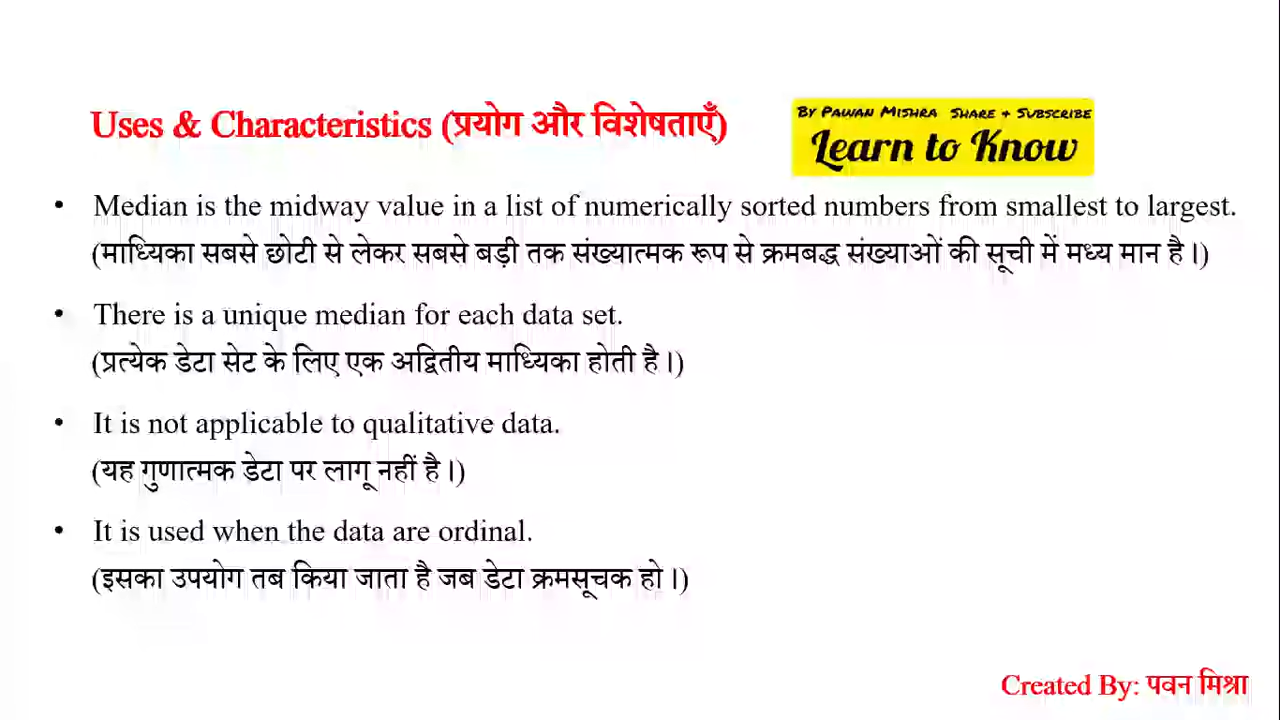 Uses & Characteristics (प्रयोग और विशेषताएँ)
By Pawan Mishra Share + Subscribe
Learn to Know
• Median is the midway value in a list of numerically sorted numbers from smallest to largest.
(माध्यिका सबसे छोटी से लेकर सबसे बड़ी तक संख्यात्मक रूप से क्रमबद्ध संख्याओं की सूची में मध्य मान है।)
• There is a unique median for each data set.
(प्रत्येक डेटा सेट के लिए एक अद्वितीय माध्यिका होती है।)
• It is not applicable to qualitative data.
(यह गुणात्मक डेटा पर लागू नहीं है।)
• It is used when the data are ordinal.
(इसका उपयोग तब किया जाता है जब डेटा क्रमसूचक हो।)
Created By: पवन मिश्रा